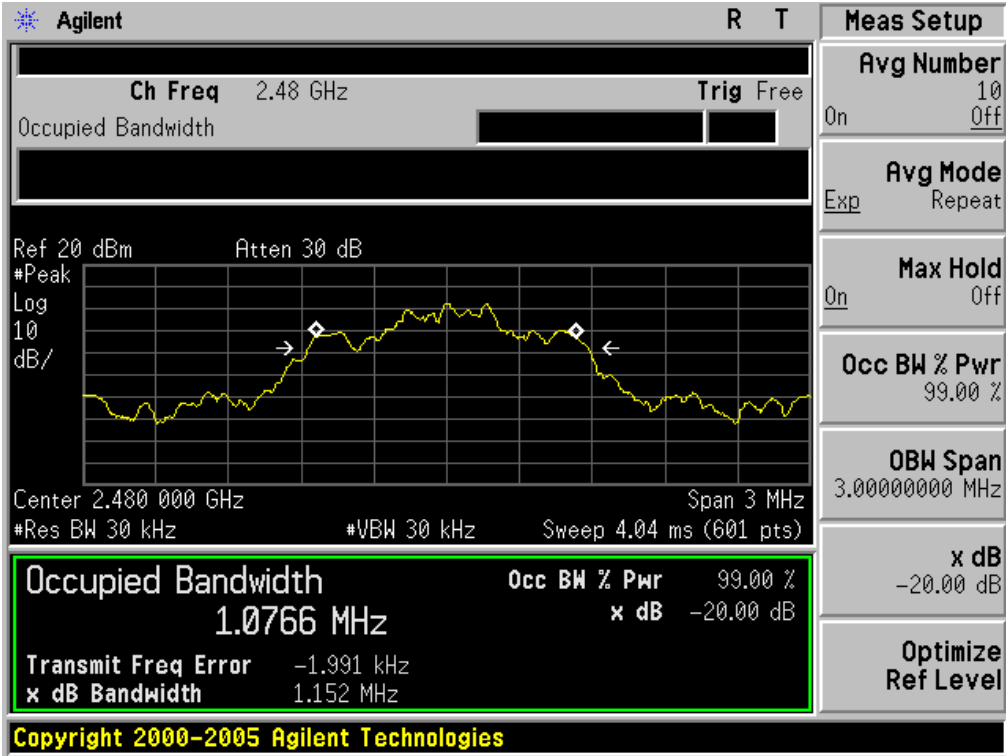 Agilent R T
Ch Freq 2.48 GHz Trig Free
Occupied Bandwidth
Ref 20 dBm Atten 30 dB
#Peak
Log
10
dB/
Center 2.480 000 GHz Span 3 MHz
#Res BW 30 kHz #VBW 30 kHz Sweep 4.04 ms (601 pts)
Occupied Bandwidth
1.0766 MHz
Occ BW % Pwr 99.00 %
x dB -20.00 dB
Transmit Freq Error -1.991 kHz
x dB Bandwidth 1.152 MHz
Copyright 2000-2005 Agilent Technologies
Meas Setup
Avg Number
10
On Off
Avg Mode
Exp Repeat
Max Hold
On Off
Occ BW % Pwr
99.00 %
OBW Span
3.00000000 MHz
x dB
-20.00 dB
Optimize
Ref Level